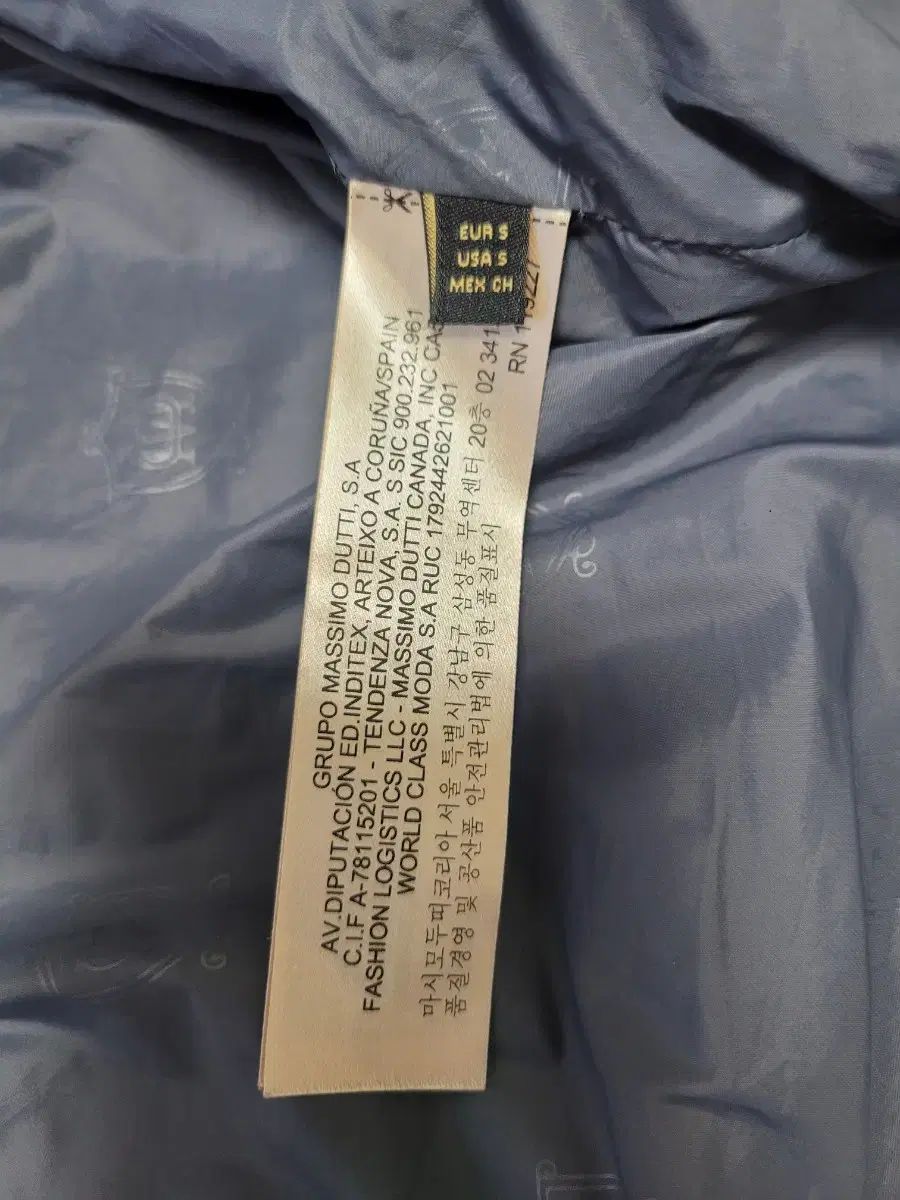 EUR S
USA S
MEX CH
GRUPO MASSIMO DUTTI, S.A
AV.DIPUTACIÓN ED.INDITEX, ARTEIXO A CORUÑA/SPAIN
C.I.F A-78115201 - TENDENZA NOVA, S.A. S SIC 900.232.961
FASHION LOGISTICS LLC - MASSIMO DUTTI CANADA, INC
WORLD CLASS MODA S.A RUC 1792442621001
마시모두띠코리아 서울 특별시 강남구 삼성동 무역센터 20층 02 341
품질경영 및 공산품 안전관리법에 의한 품질표시
RN 119227